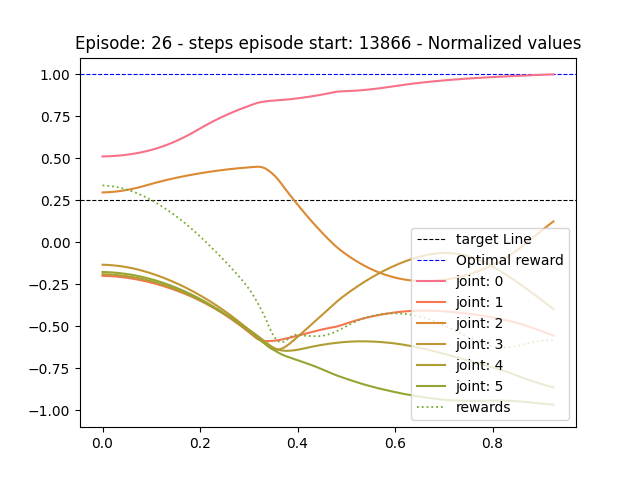 Episode: 26 - steps episode start: 13866 - Normalized values
1.00
0.75
0.50
0.25
0.00
−0.25
−0.50
−0.75
−1.00
target Line
Optimal reward
joint: 0
joint: 1
joint: 2
joint: 3
joint: 4
joint: 5
rewards
0.0 0.2 0.4 0.6 0.8